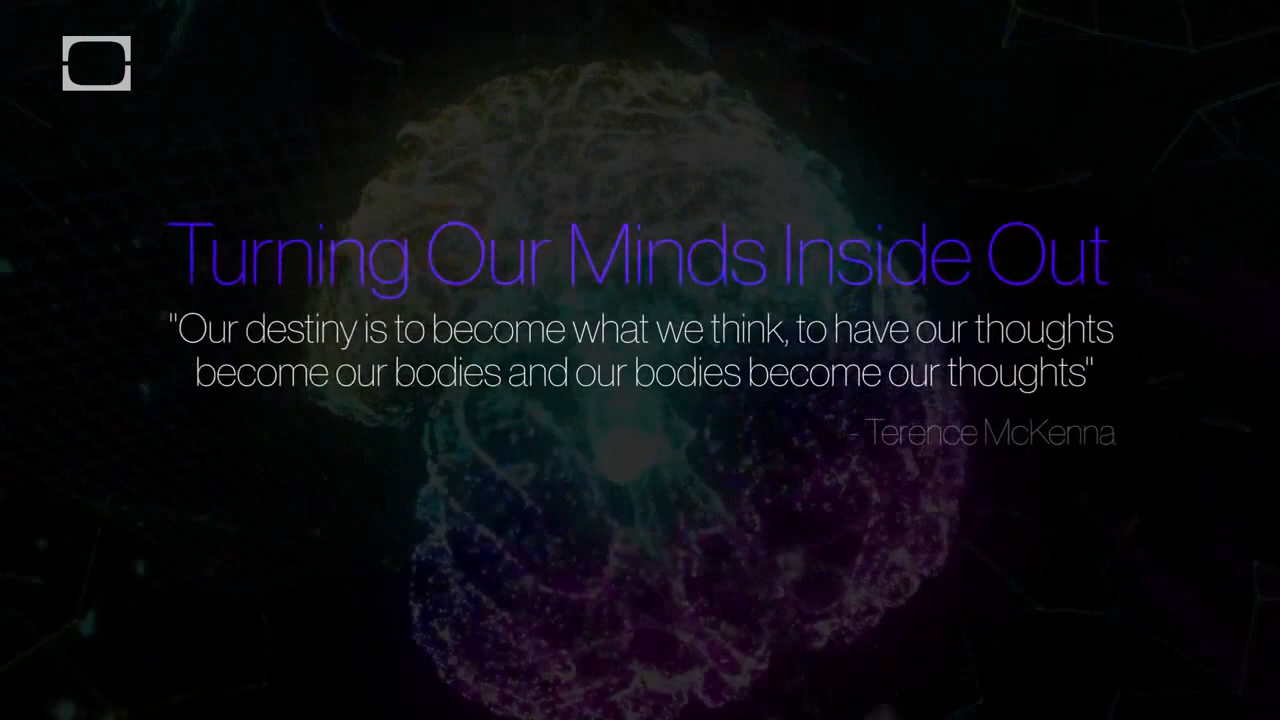 Turning Our Minds Inside Out
"Our destiny is to become what we think, to have our thoughts
become our bodies and our bodies become our thoughts"
- Terence McKenna